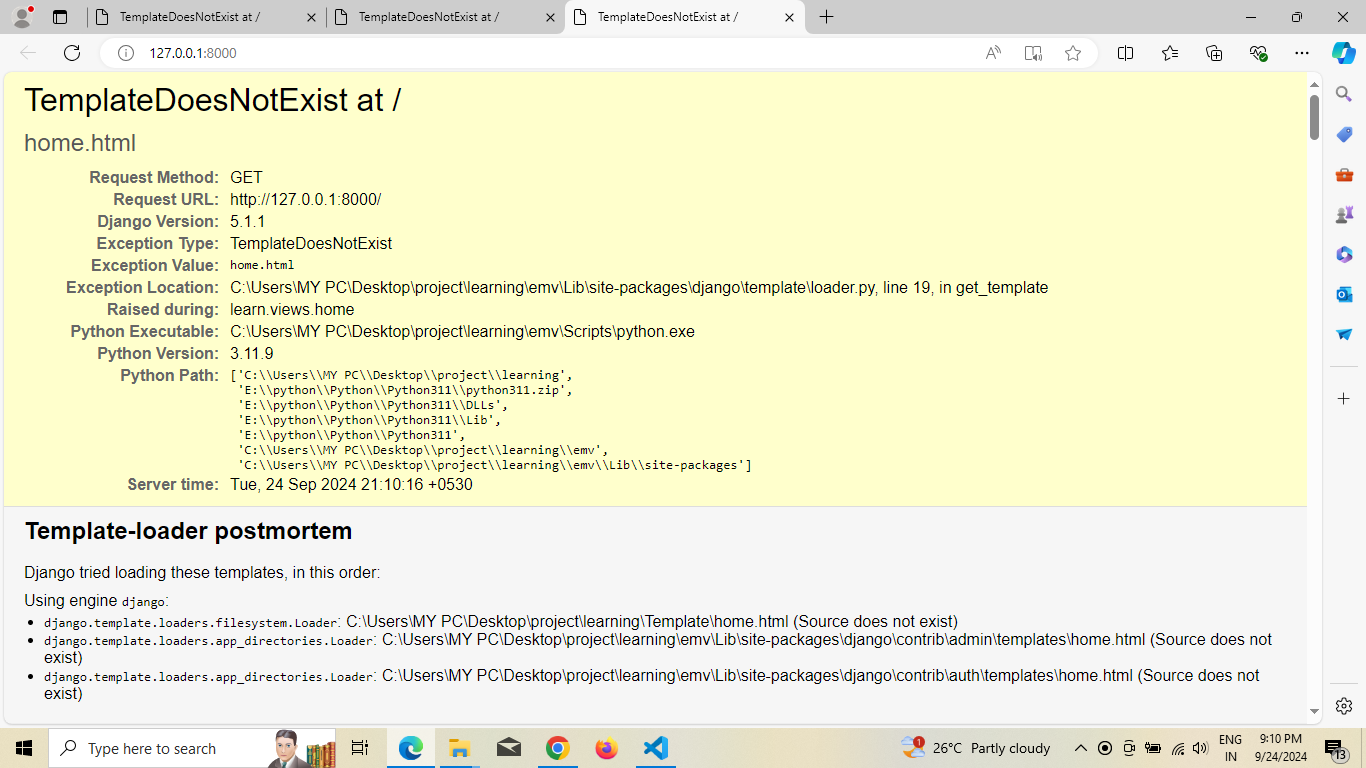 TemplateDoesNotExist at /
TemplateDoesNotExist at /
TemplateDoesNotExist at /
127.0.0.1:8000
TemplateDoesNotExist at /
home.html
Request Method: GET
Request URL: http://127.0.0.1:8000/
Django Version: 5.1.1
Exception Type: TemplateDoesNotExist
Exception Value: home.html
Exception Location: C:\Users\MY PC\Desktop\project\learning\emv\Lib\site-packages\django\template\loader.py, line 19, in get_template
Raised during: learn.views.home
Python Executable: C:\Users\MY PC\Desktop\project\learning\emv\Scripts\python.exe
Python Version: 3.11.9
Python Path: ['C:\\Users\\MY PC\\Desktop\\project\\learning',
'E:\\python\\Python\\Python311\\python311.zip',
'E:\\python\\Python\\Python311\\DLLs',
'E:\\python\\Python\\Python311\\Lib',
'E:\\python\\Python\\Python311',
'C:\\Users\\MY PC\\Desktop\\project\\learning\\emv',
'C:\\Users\\MY PC\\Desktop\\project\\learning\\emv\\Lib\\site-packages']
Server time: Tue, 24 Sep 2024 21:10:16 +0530
Template-loader postmortem
Django tried loading these templates, in this order:
Using engine django:
• django.template.loaders.filesystem.Loader: C:\Users\MY PC\Desktop\project\learning\Template\home.html (Source does not exist)
• django.template.loaders.app_directories.Loader: C:\Users\MY PC\Desktop\project\learning\emv\Lib\site-packages\django\contrib\admin\templates\home.html (Source does not
exist)
• django.template.loaders.app_directories.Loader: C:\Users\MY PC\Desktop\project\learning\emv\Lib\site-packages\django\contrib\auth\templates\home.html (Source does not
exist)
Type here to search
1
26°C Partly cloudy
ENG
IN
9:10 PM
9/24/2024
13